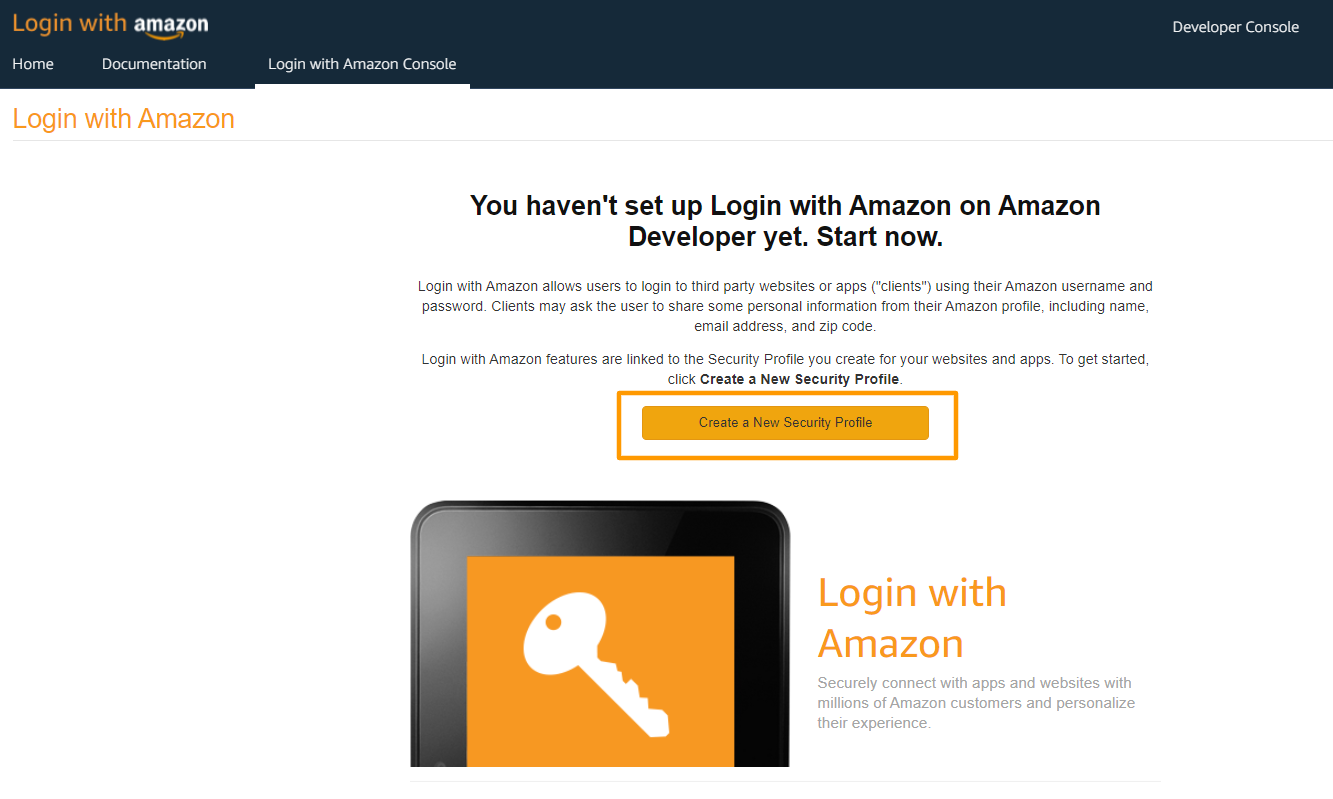 Login with amazon
Developer Console
Home
Documentation
Login with Amazon Console
Login with Amazon
You haven't set up Login with Amazon on Amazon
Developer yet. Start now.
Login with Amazon allows users to login to third party websites or apps ("clients") using their Amazon username and
password. Clients may ask the user to share some personal information from their Amazon profile, including name,
email address, and zip code.
Login with Amazon features are linked to the Security Profile you create for your websites and apps. To get started,
click Create a New Security Profile.
Create a New Security Profile
Login with
Amazon
Securely connect with apps and websites with
millions of Amazon customers and personalize
their experience.